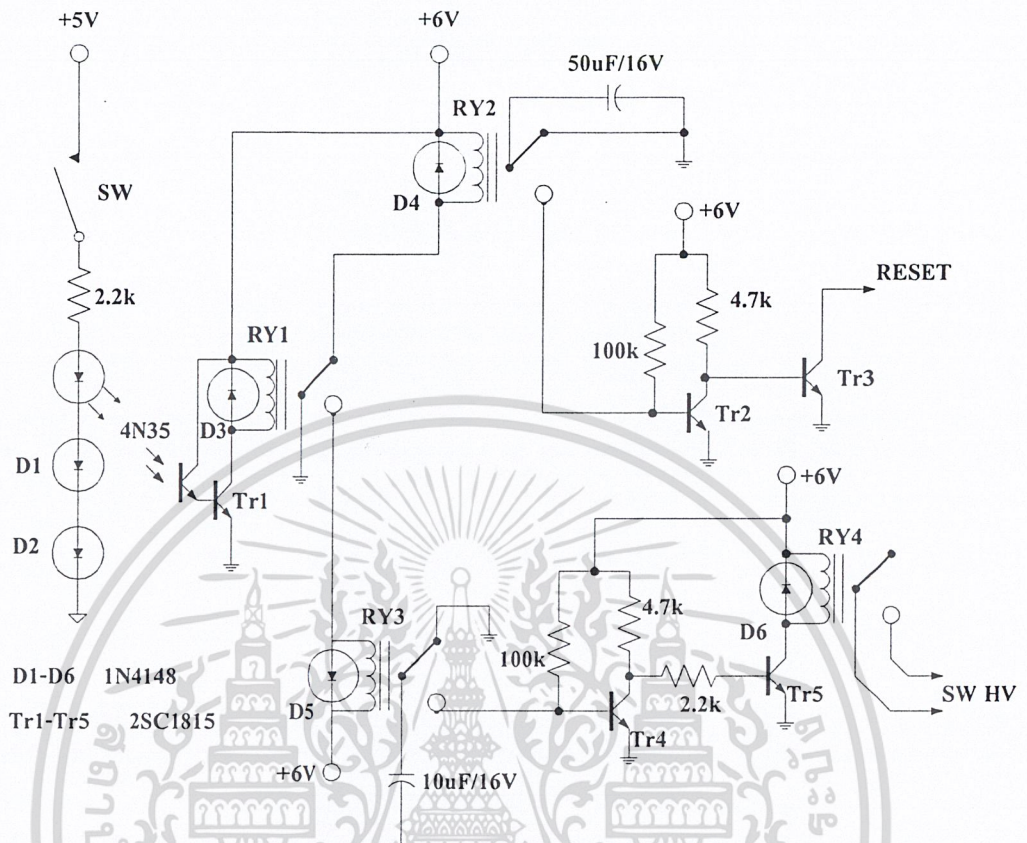 +5V
+6V
50uF/16V
RY2
SW
D4
+6V
2.2k
RESET
4.7k
RY1
100k
Tr3
Tr2
4N35
D3
D1
Tr1
+6V
D2
RY4
RY3
4.7k
D6
100k
D1-D6 1N4148
D5
Tr5
SW HV
2.2k
Tr1-Tr5 2SC1815
Tr4
+6V
10uF/16V